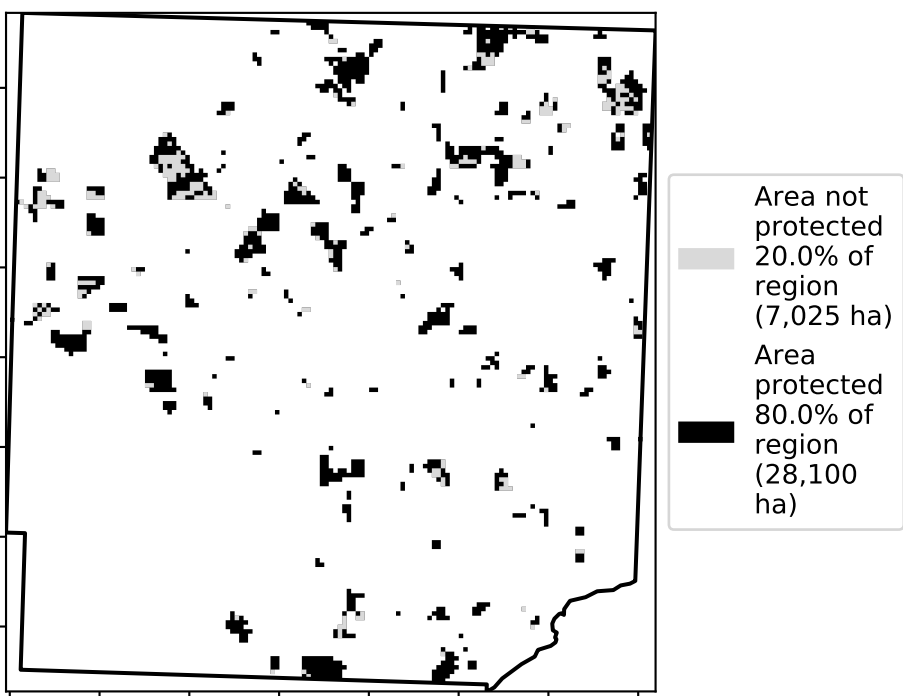 Area not
protected
20.0% of
region
(7,025 ha)
Area
protected
80.0% of
region
(28,100
ha)